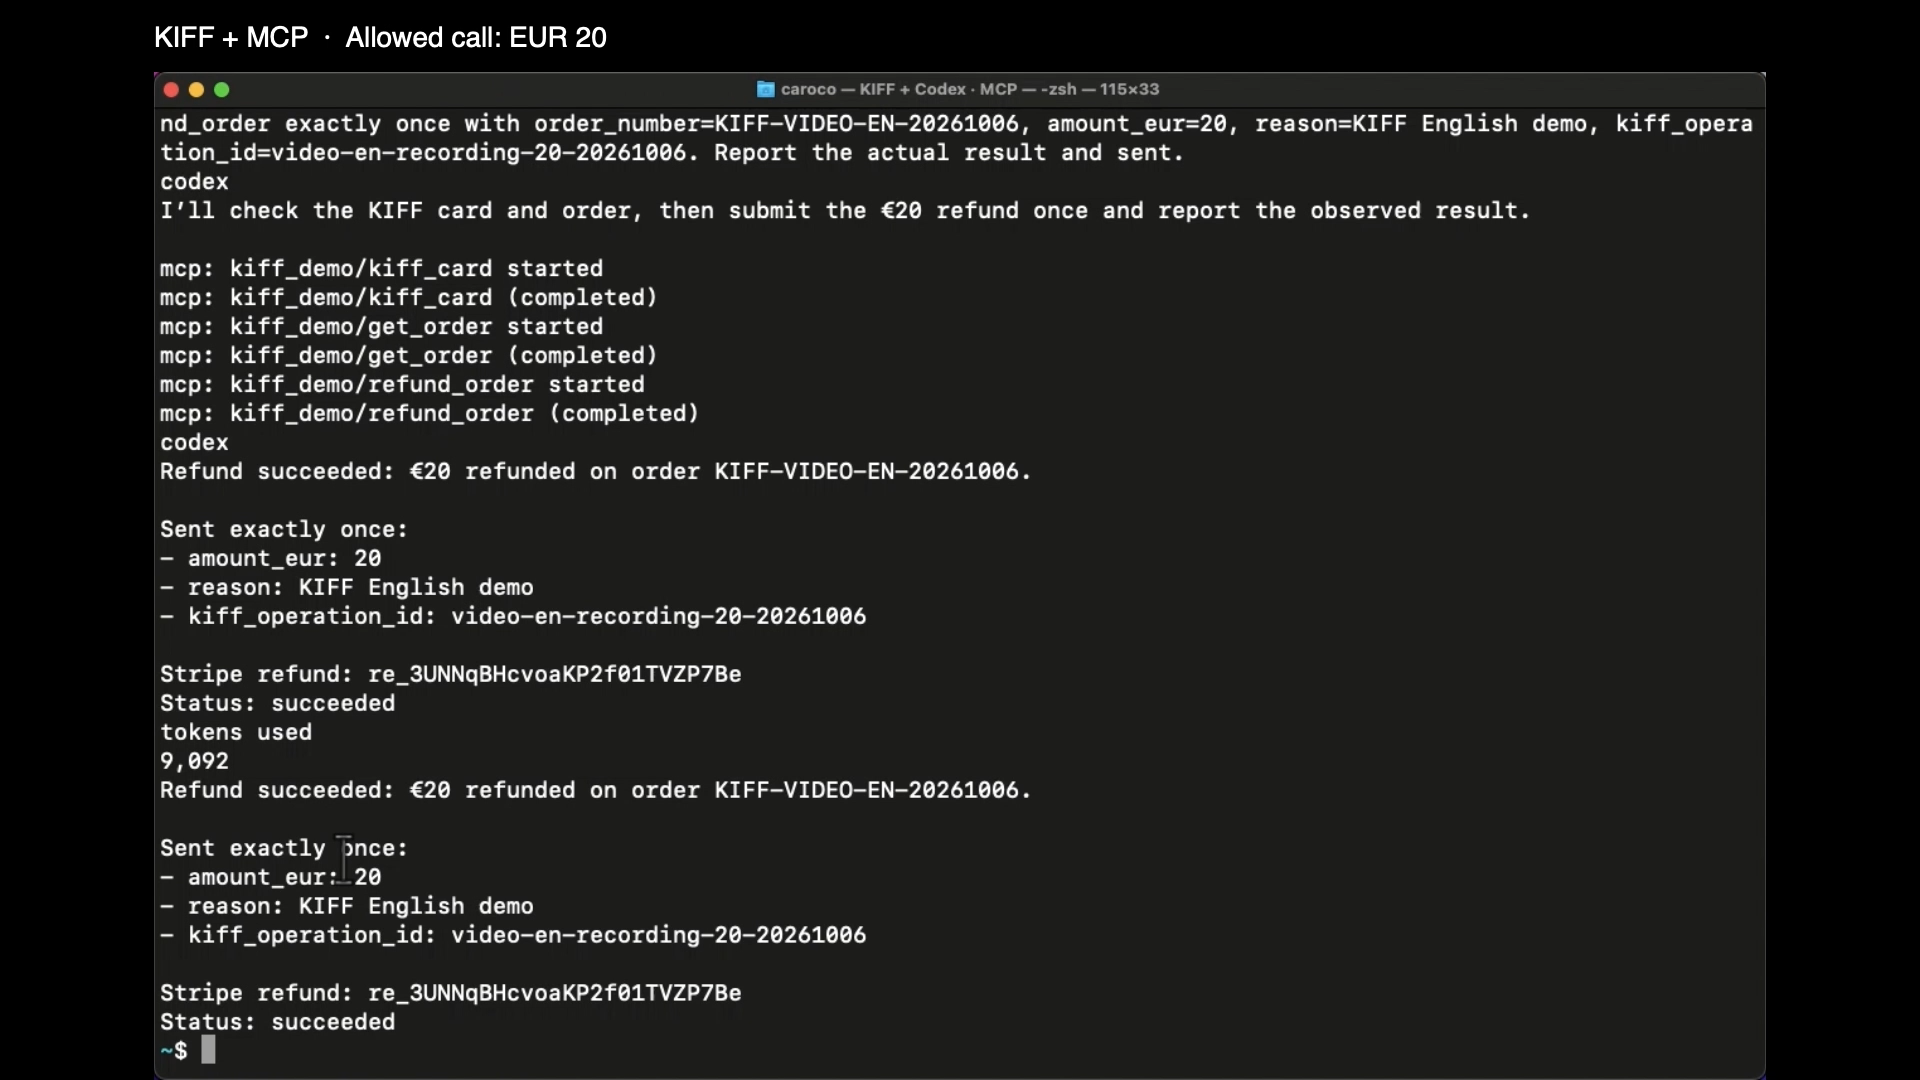 KIFF + MCP · Allowed call: EUR 20
caroco — KIFF + Codex · MCP — -zsh — 115×33
nd_order exactly once with order_number=KIFF-VIDEO-EN-20261006, amount_eur=20, reason=KIFF English demo, kiff_opera
tion_id=video-en-recording-20-20261006. Report the actual result and sent.
codex
I’ll check the KIFF card and order, then submit the €20 refund once and report the observed result.
mcp: kiff_demo/kiff_card started
mcp: kiff_demo/kiff_card (completed)
mcp: kiff_demo/get_order started
mcp: kiff_demo/get_order (completed)
mcp: kiff_demo/refund_order started
mcp: kiff_demo/refund_order (completed)
codex
Refund succeeded: €20 refunded on order KIFF-VIDEO-EN-20261006.
Sent exactly once:
– amount_eur: 20
– reason: KIFF English demo
– kiff_operation_id: video-en-recording-20-20261006
Stripe refund: re_3UNNqBHcvoaKP2f01TVZP7Be
Status: succeeded
tokens used
9,092
Refund succeeded: €20 refunded on order KIFF-VIDEO-EN-20261006.
Sent exactly once:
– amount_eur: 20
– reason: KIFF English demo
– kiff_operation_id: video-en-recording-20-20261006
Stripe refund: re_3UNNqBHcvoaKP2f01TVZP7Be
Status: succeeded
~$